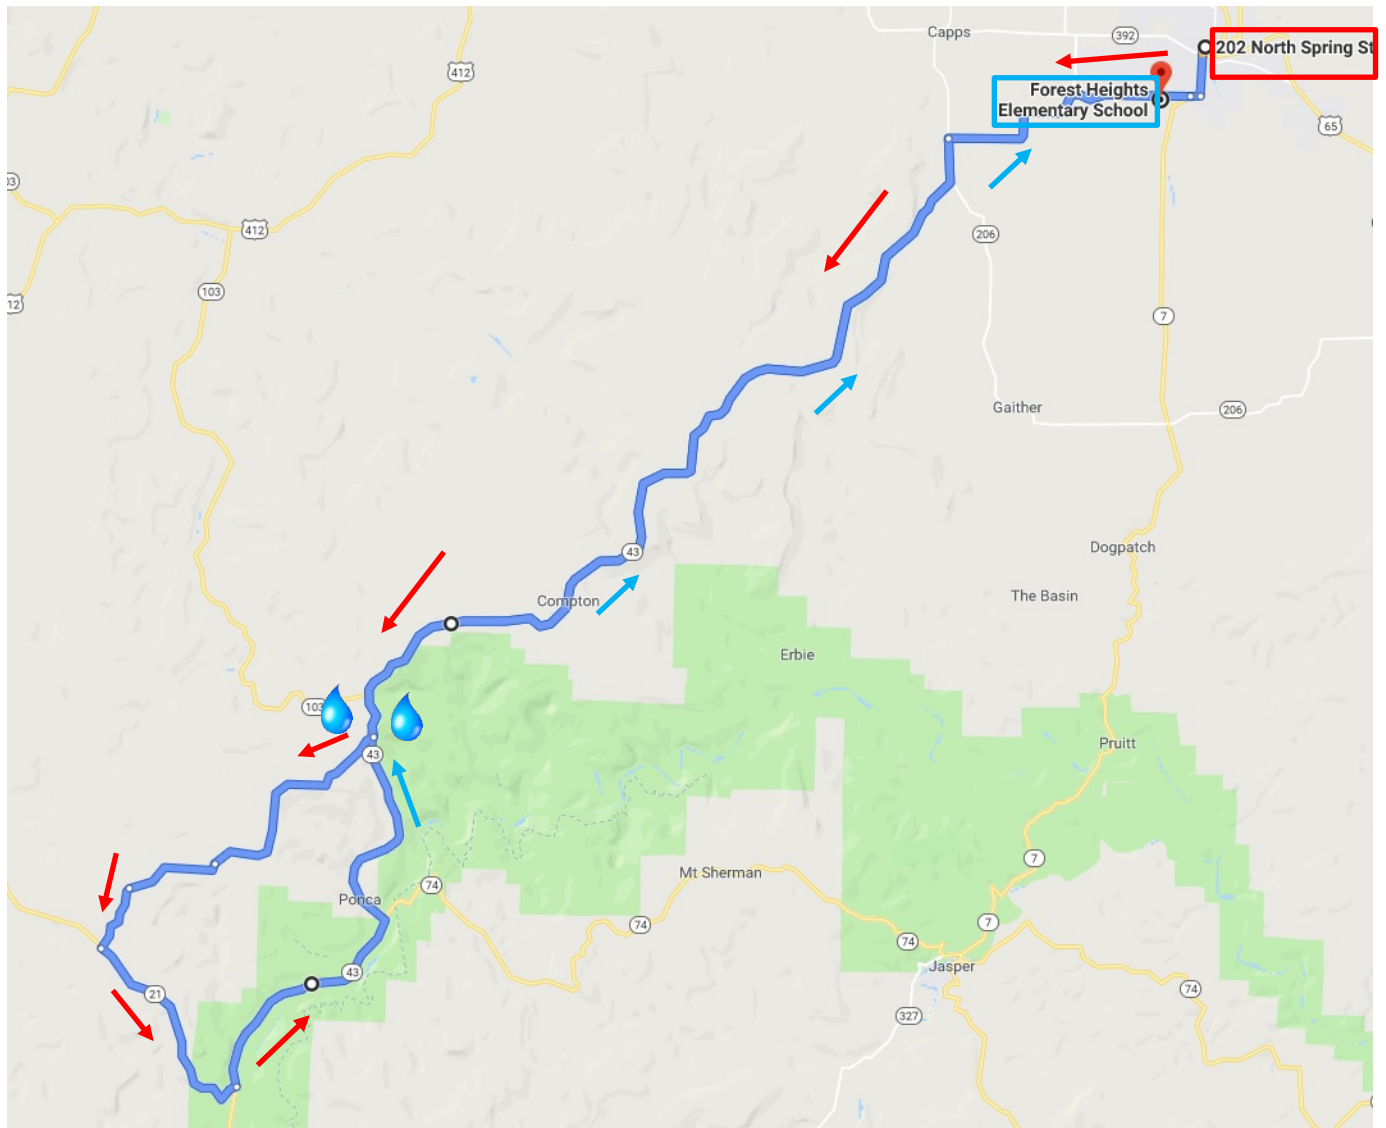 Capps
392
202 North Spring St
412
Forest Heights
Elementary School
65
412
206
103
7
Gaither
206
Dogpatch
43
The Basin
Compton
Erbie
103
Pruitt
43
7
Mt Sherman
74
Ponca
74
7
74
Jasper
43
21
74
327